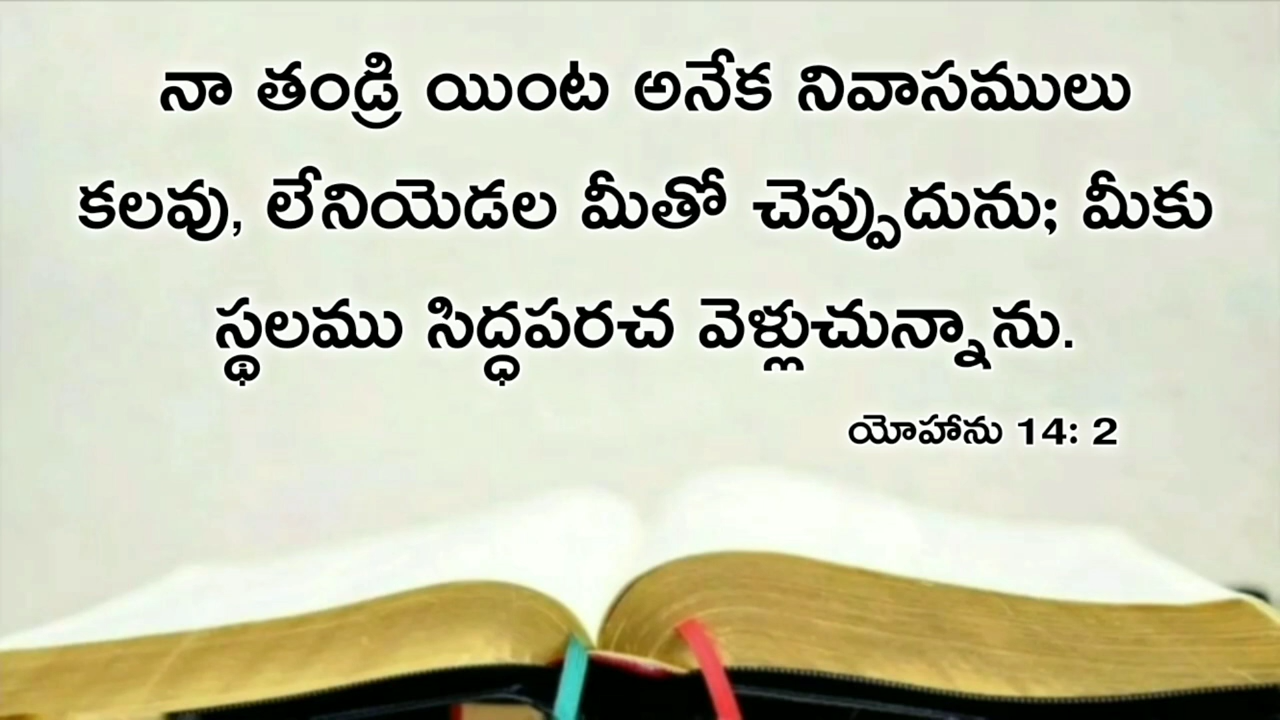 నా తండ్రి యింట అనేక నివాసములు
కలవు, లేనియెడల మీతో చెప్పుదును; మీకు
స్థలము సిద్ధపరచ వెళ్లుచున్నాను.
యోహాను 14: 2